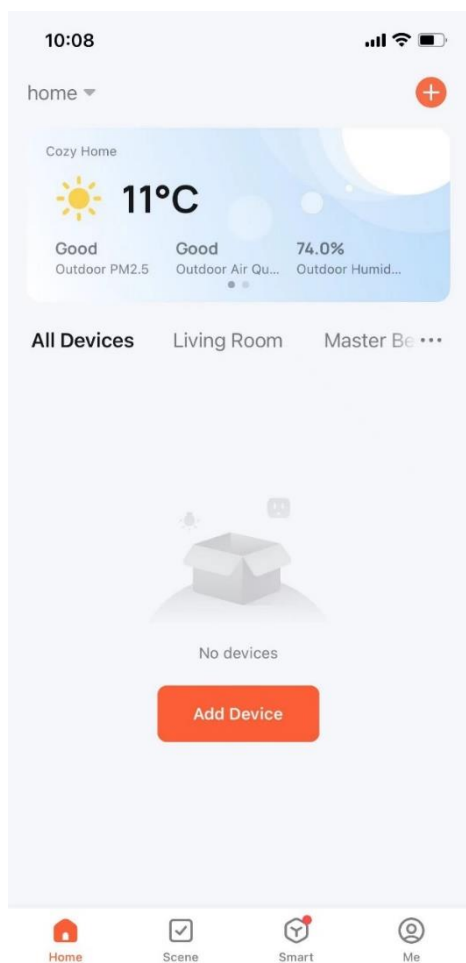 10:08
home
Cozy Home
11°C
Good Good 74.0%
Outdoor PM2.5 Outdoor Air Qu... Outdoor Humid...
All Devices Living Room Master Be
No devices
Add Device
Home Scene Smart Me